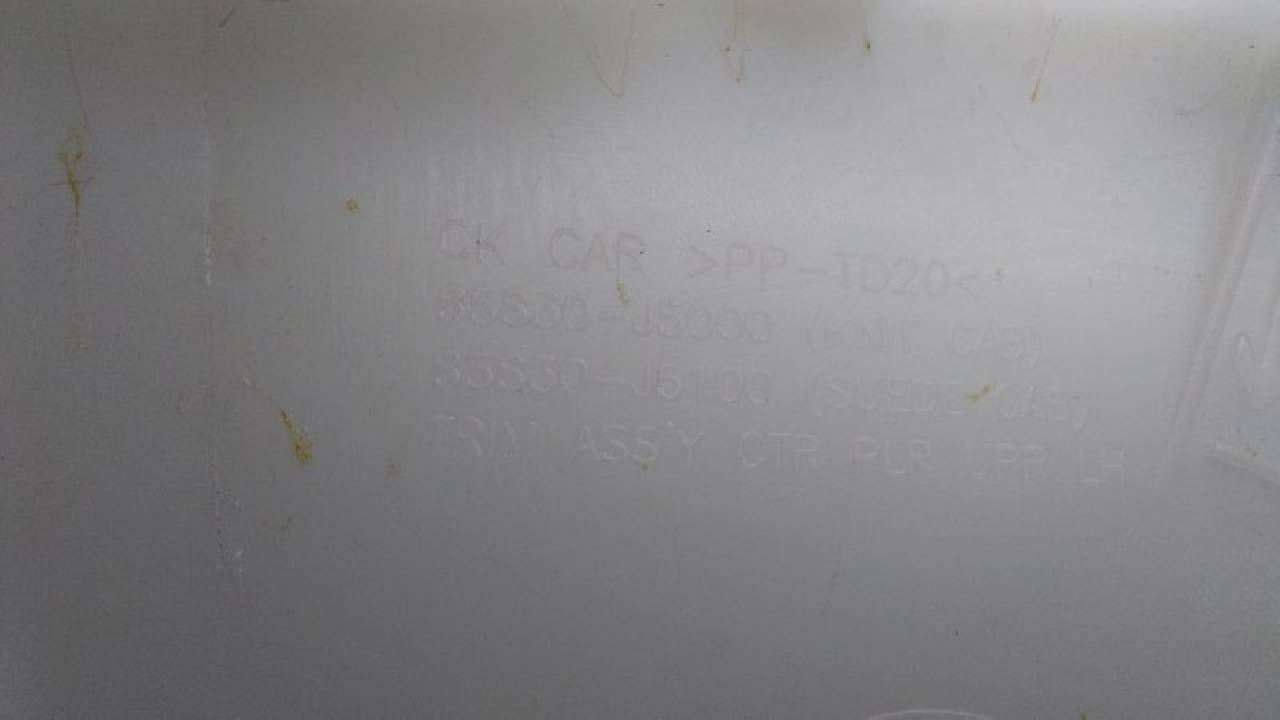 CK CAR >PP-TD20<
85830-J5000 (KNIT CAB)
85830-J5100 (SUEDE CAB)
TRIM ASS'Y CTR PLR UPR LH